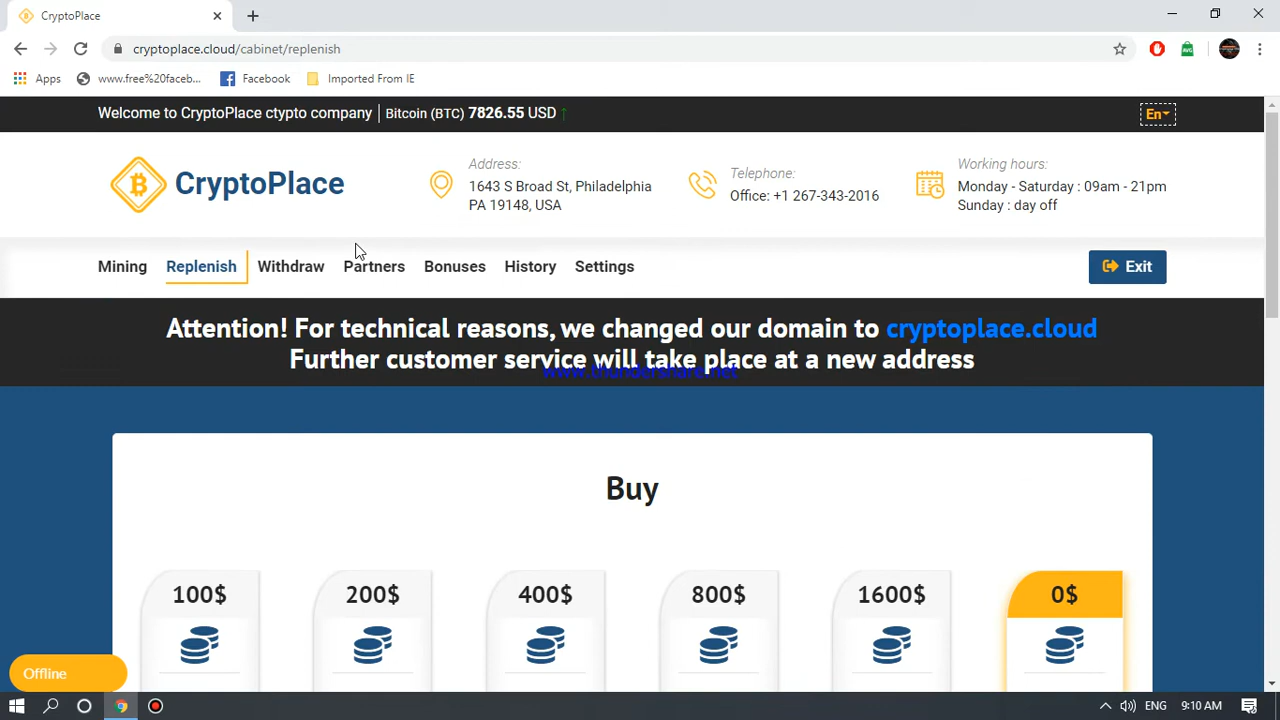 CryptoPlace
cryptoplace.cloud/cabinet/replenish
Apps
www.free%20faceb...
Facebook
Imported From IE
Welcome to CryptoPlace ctypto company
Bitcoin (BTC) 7826.55 USD ↑
En
CryptoPlace
Address:
1643 S Broad St, Philadelphia
PA 19148, USA
Telephone:
Office: +1 267-343-2016
Working hours:
Monday - Saturday : 09am - 21pm
Sunday : day off
Mining Replenish Withdraw Partners Bonuses History Settings
Exit
Attention! For technical reasons, we changed our domain to cryptoplace.cloud
Further customer service will take place at a new address
www.thundershare.net
Buy
100$ 200$ 400$ 800$ 1600$ 0$
Offline
ENG 9:10 AM